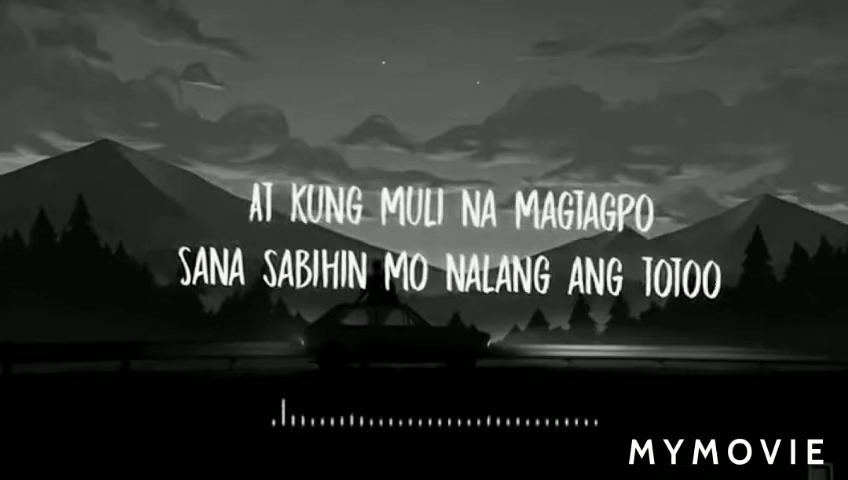 AT KUNG MULI NA MAGTAGPO
SANA SABIHIN MO NALANG ANG TOTOO
MYMOVIE